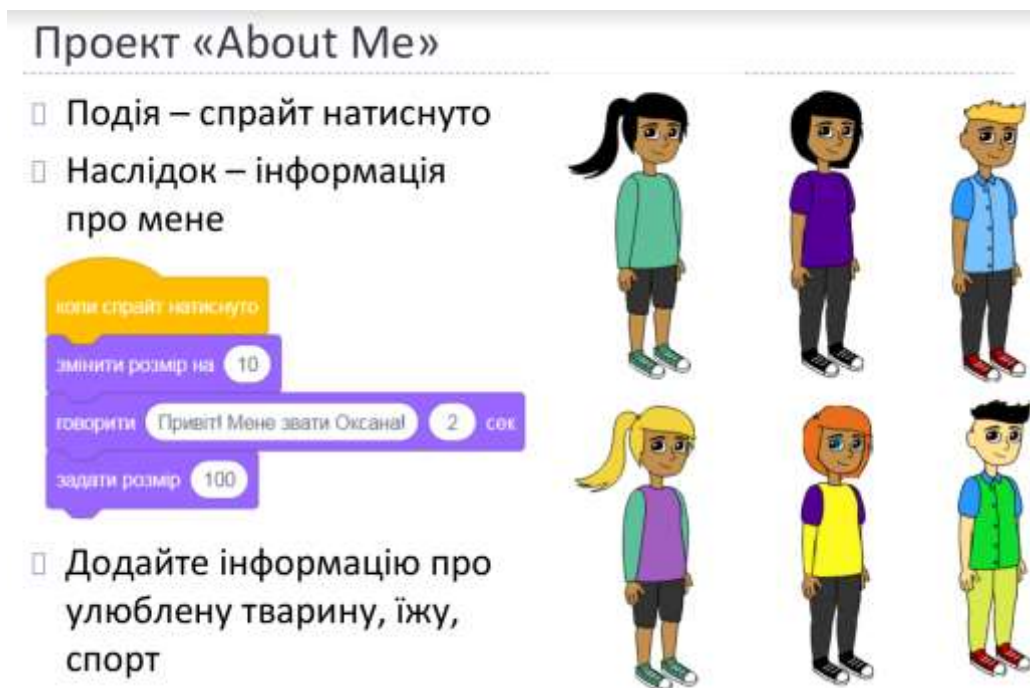 Проект «About Me»
Подія – спрайт натиснуто
Наслідок – інформація
про мене
коли спрайт натиснуто
змінити розмір на 10
говорити Привіт! Мене звати Оксана! 2 сек
задати розмір 100
Додайте інформацію про
улюблену тварину, їжу,
спорт